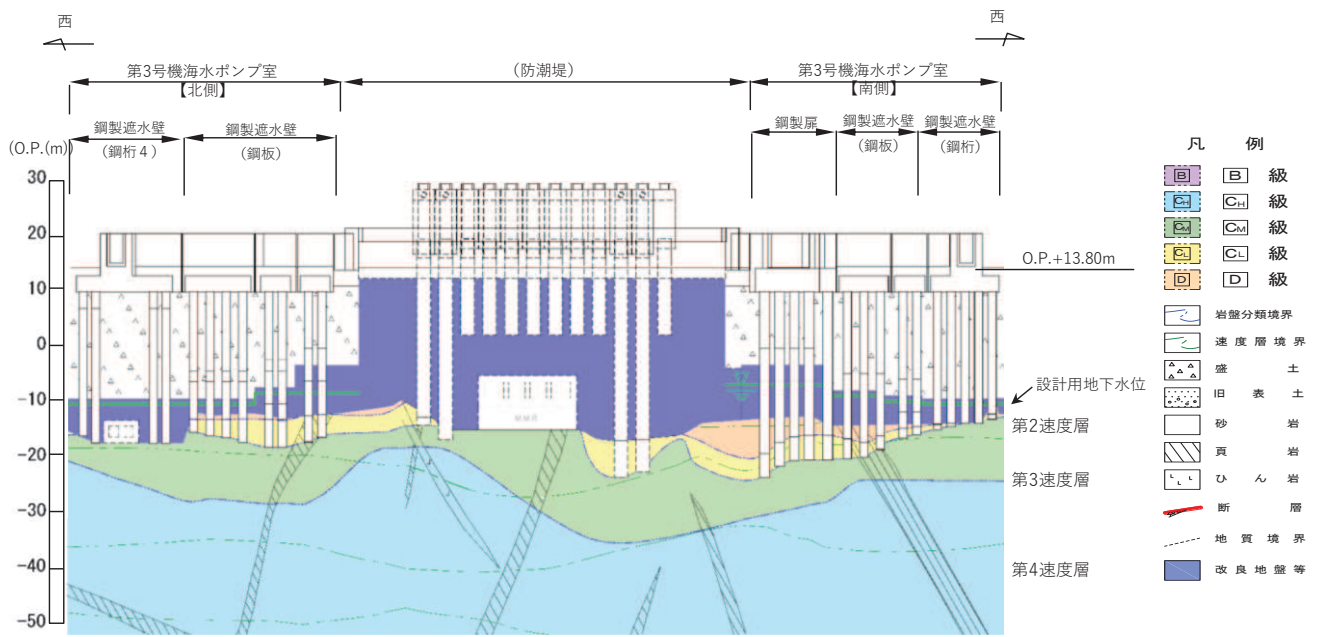 西
西
第3号機海水ポンプ室
【北側】
(防潮堤)
第3号機海水ポンプ室
【南側】
鋼製遮水壁
(鋼桁4)
鋼製遮水壁
(鋼板)
鋼製扉
鋼製遮水壁
(鋼板)
鋼製遮水壁
(鋼桁)
(O.P.(m))
30
20
10
0
-10
-20
-30
-40
-50
O.P.+13.80m
設計用地下水位
第2速度層
第3速度層
第4速度層
凡 例
B B 級
CH CH 級
CM CM 級
CL CL 級
D D 級
岩盤分類境界
速度層境界
盛 土
旧 表 土
砂 岩
頁 岩
ひ ん 岩
断 層
地 質 境 界
改 良 地 盤 等